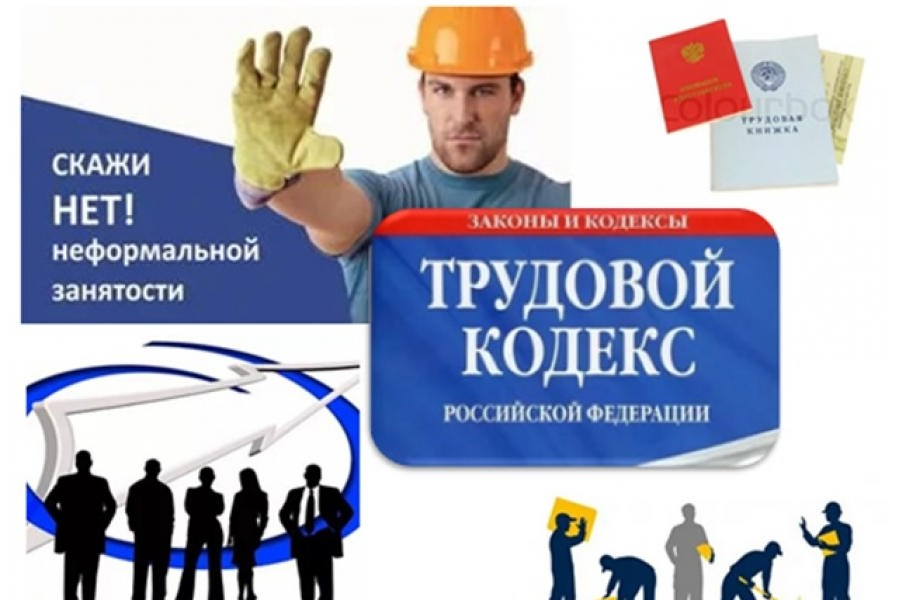 СКАЖИ
НЕТ!
неформальной
занятости
ЗАКОНЫ И КОДЕКСЫ
ТРУДОВОЙ
КОДЕКС
РОССИЙСКОЙ ФЕДЕРАЦИИ
ТРУДОВАЯ
КНИЖКА